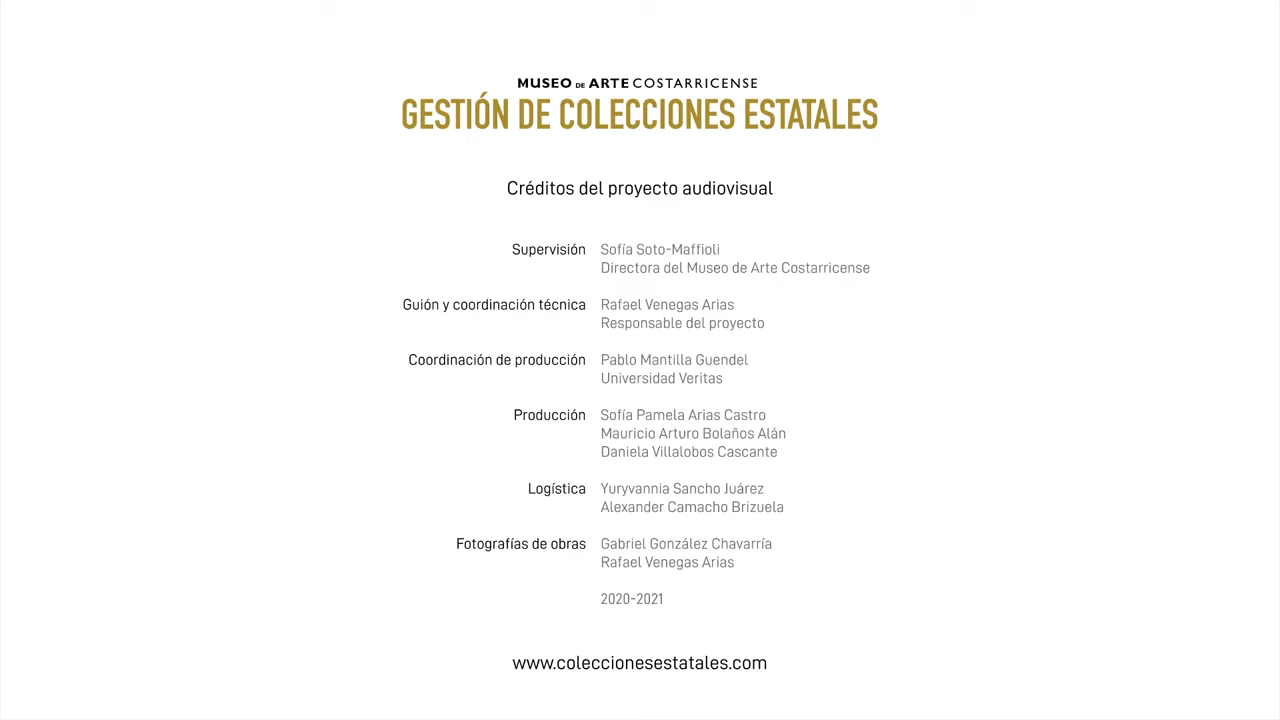 MUSEO DE ARTE COSTARRICENSE
GESTIÓN DE COLECCIONES ESTATALES
Créditos del proyecto audiovisual
Supervisión Sofía Soto-Maffioli
Directora del Museo de Arte Costarricense
Guión y coordinación técnica Rafael Venegas Arias
Responsable del proyecto
Coordinación de producción Pablo Mantilla Guendel
Universidad Veritas
Producción Sofía Pamela Arias Castro
Mauricio Arturo Bolaños Alán
Daniela Villalobos Cascante
Logística Yuryvannia Sancho Juárez
Alexander Camacho Brizuela
Fotografías de obras Gabriel González Chavarría
Rafael Venegas Arias
2020-2021
www.coleccionesestatales.com